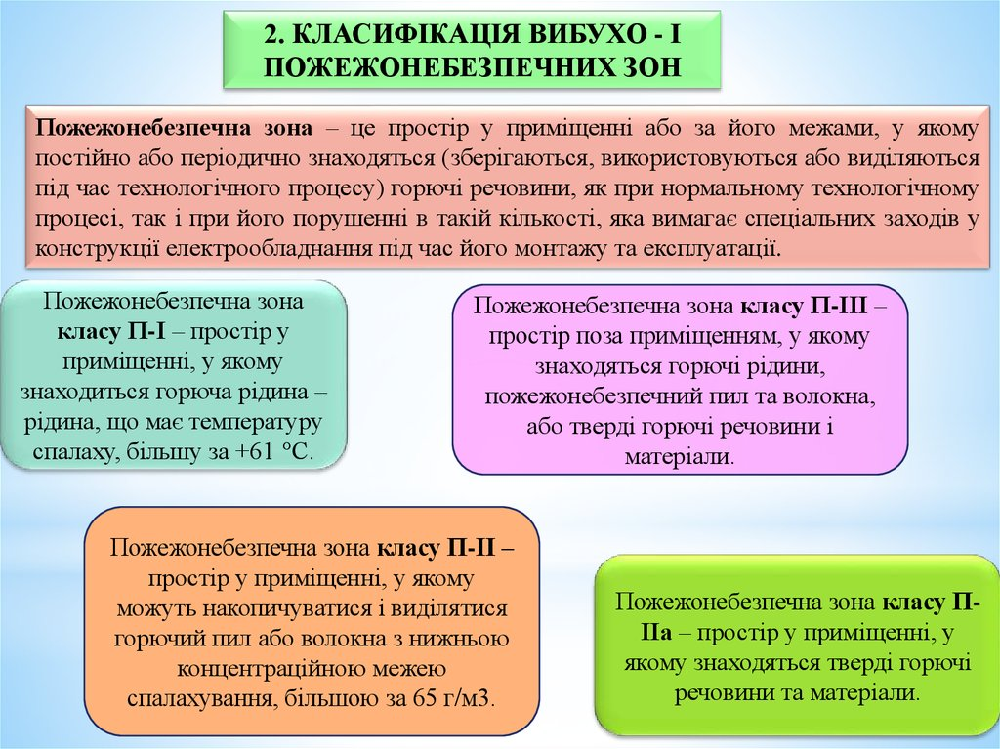 2. КЛАСИФІКАЦІЯ ВИБУХО - І
ПОЖЕЖОНЕБЕЗПЕЧНИХ ЗОН
Пожежонебезпечна зона – це простір у приміщенні або за його межами, у якому
постійно або періодично знаходяться (зберігаються, використовуються або виділяються
під час технологічного процесу) горючі речовини, як при нормальному технологічному
процесі, так і при його порушенні в такій кількості, яка вимагає спеціальних заходів у
конструкції електрообладнання під час його монтажу та експлуатації.
Пожежонебезпечна зона
класу П-І – простір у
приміщенні, у якому
знаходиться горюча рідина –
рідина, що має температуру
спалаху, більшу за +61 °С.
Пожежонебезпечна зона класу П-ІІІ –
простір поза приміщенням, у якому
знаходяться горючі рідини,
пожежонебезпечний пил та волокна,
або тверді горючі речовини і
матеріали.
Пожежонебезпечна зона класу П-ІІ –
простір у приміщенні, у якому
можуть накопичуватися і виділятися
горючий пил або волокна з нижньою
концентраційною межею
спалахування, більшою за 65 г/м3.
Пожежонебезпечна зона класу П-
ІІа – простір у приміщенні, у
якому знаходяться тверді горючі
речовини та матеріали.